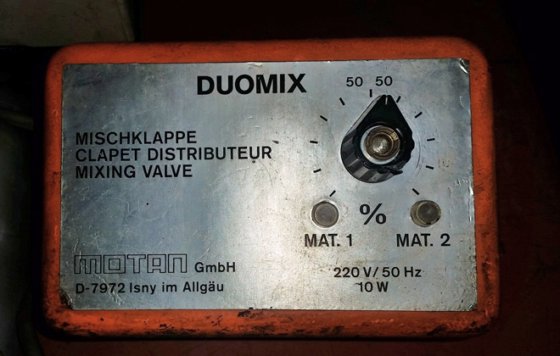 DUOMIX
MISCHKLAPPE
CLAPET DISTRIBUTEUR
MIXING VALVE
50 50
%
MAT. 1 MAT. 2
MOTAN GmbH
D-7972 Isny im Allgäu
220 V/50 Hz
10 W